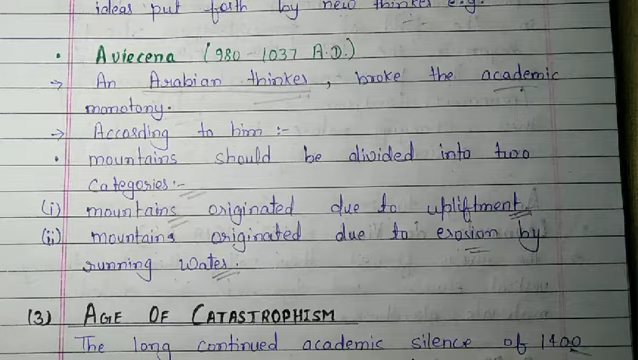 ideas put forth by new thinker e.g.
• Aviecena (980-1037 A.D.)
→ An Arabian thinker, broke the academic
monotony.
→ According to him :-
• mountains should be divided into two
categories:-
(i) mountains originated due to upliftment
(ii) mountains originated due to erosion by
running water.
(3) AGE OF CATASTROPHISM
The long continued academic silence of 1400